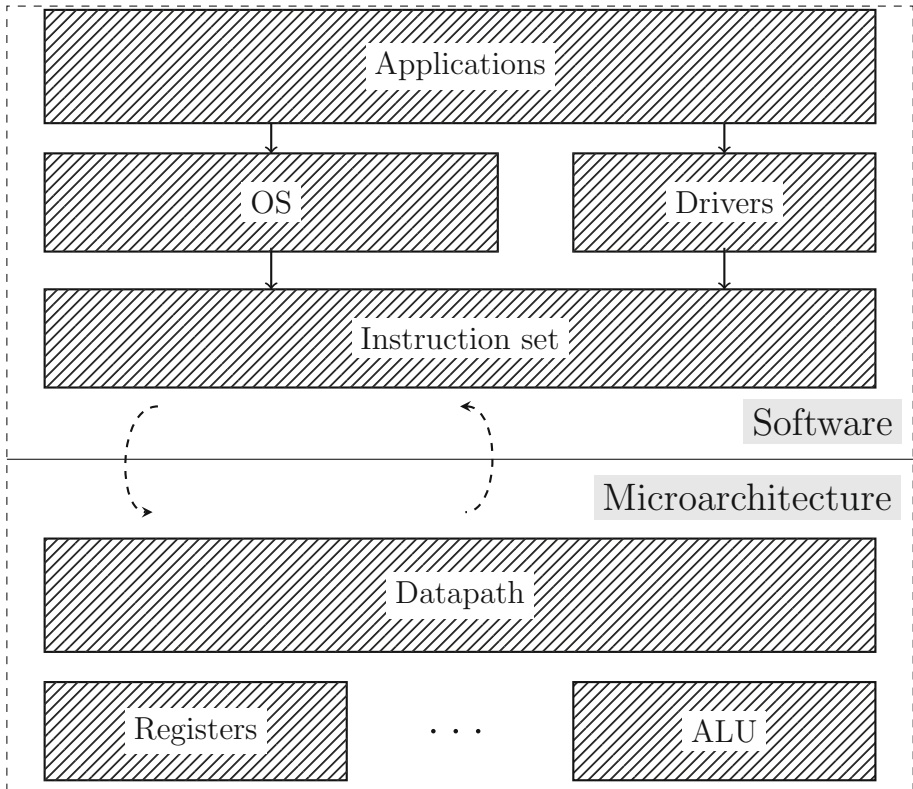 Applications
OS
Drivers
Instruction set
Software
Microarchitecture
Datapath
Registers
. . .
ALU